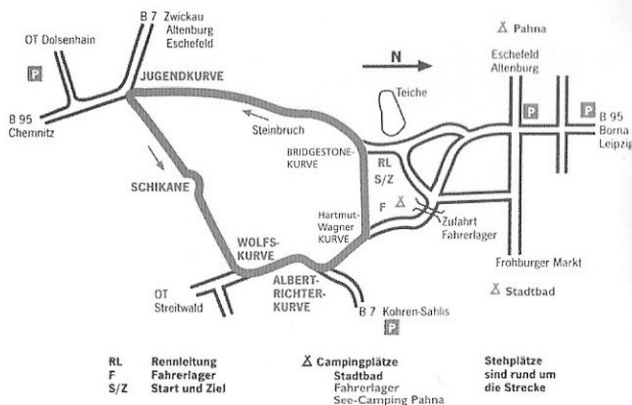 B 7 Zwickau
Altenburg
Eschefeld
OT Dolsenhain
P
JUGENDKURVE
B 95
Chemnitz
N
Pahna
Eschefeld
Altenburg
Teiche
P
P
B 95
Borna
Leipzig
Steinbruch
BRIDGESTONE-
KURVE
RL
S/Z
F
SCHIKANE
Hartmut-
Wagner
KURVE
Zufahrt
Fahrerlager
WOLFS-
KURVE
Frohburger Markt
ALBERT-
RICHTER-
KURVE
OT
Streitwald
Stadtbad
B 7 Kohren-Sahlis
P
RL Rennleitung
F Fahrerlager
S/Z Start und Ziel
Campingplätze
Stadtbad
Fahrerlager
See-Camping Pahna
Stehplätze
sind rund um
die Strecke